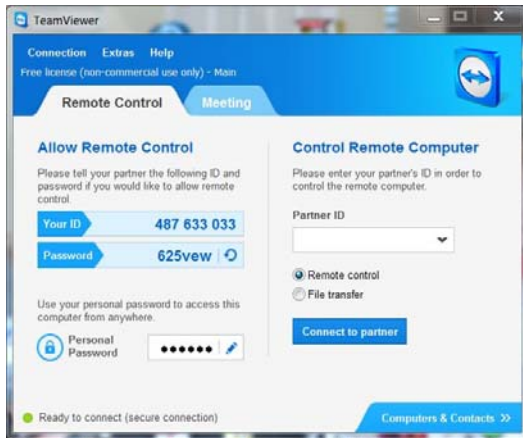 TeamViewer
Connection Extras Help
Free license (non-commercial use only) - Main
Remote Control Meeting
Allow Remote Control
Please tell your partner the following ID and
password if you would like to allow remote
control.
Your ID 487 633 033
Password 625vew
Use your personal password to access this
computer from anywhere.
Personal
Password ••••••
Control Remote Computer
Please enter your partner's ID in order to
control the remote computer.
Partner ID
Remote control
File transfer
Connect to partner
Ready to connect (secure connection)
Computers & Contacts >>